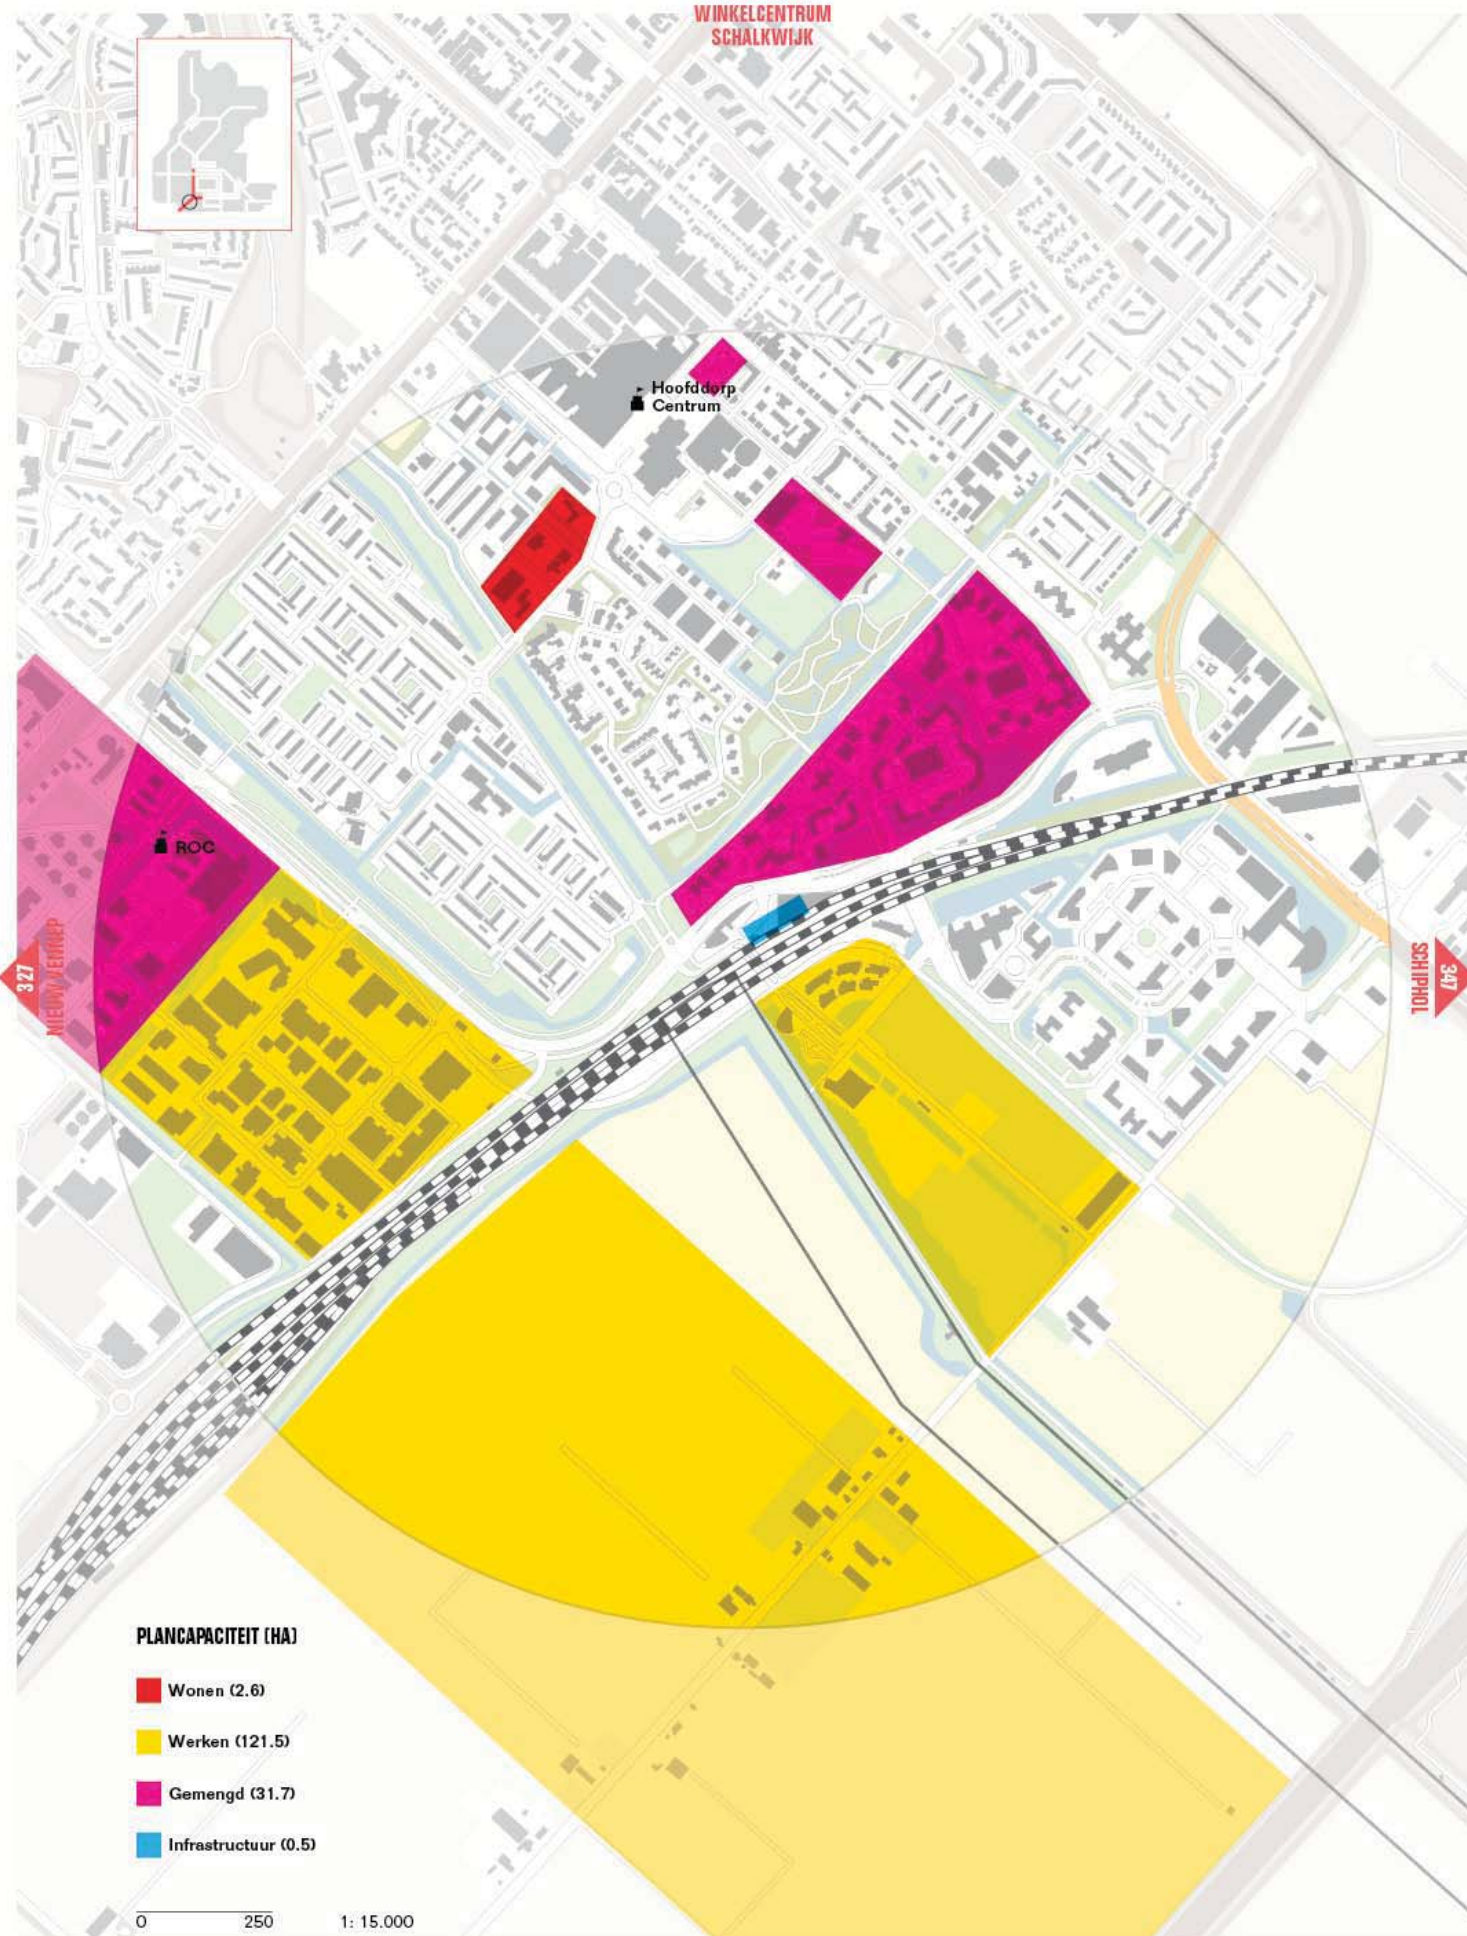 WINKELCENTRUM
SCHALKWIJK
Hoofddorp
Centrum
ROC
327
NIEUW VENNEP
SCHIPHOL
347
PLANCAPACITEIT (HA)
Wonen (2.6)
Werken (121.5)
Gemengd (31.7)
Infrastructuur (0.5)
0 250 1: 15.000